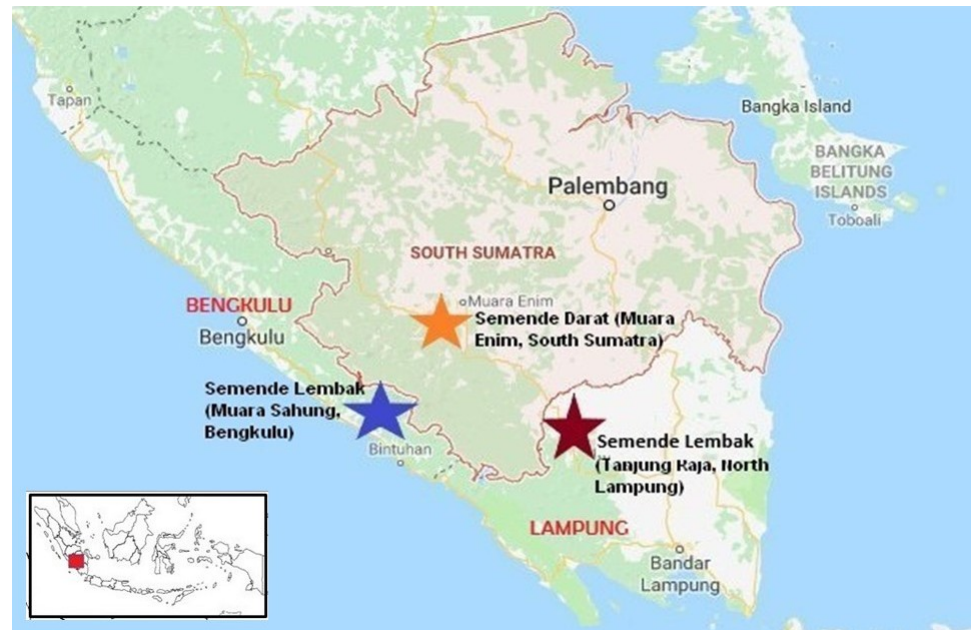 Tapan
Bangka Island
BANGKA
BELITUNG
ISLANDS
Toboali
Palembang
SOUTH SUMATRA
BENGKULU
Bengkulu
Muara Enim
Semende Darat (Muara
Enim, South Sumatra)
Semende Lembak
(Muara Sahung,
Bengkulu)
Bintuhan
Semende Lembak
(Tanjung Raja, North
Lampung)
LAMPUNG
Bandar
Lampung